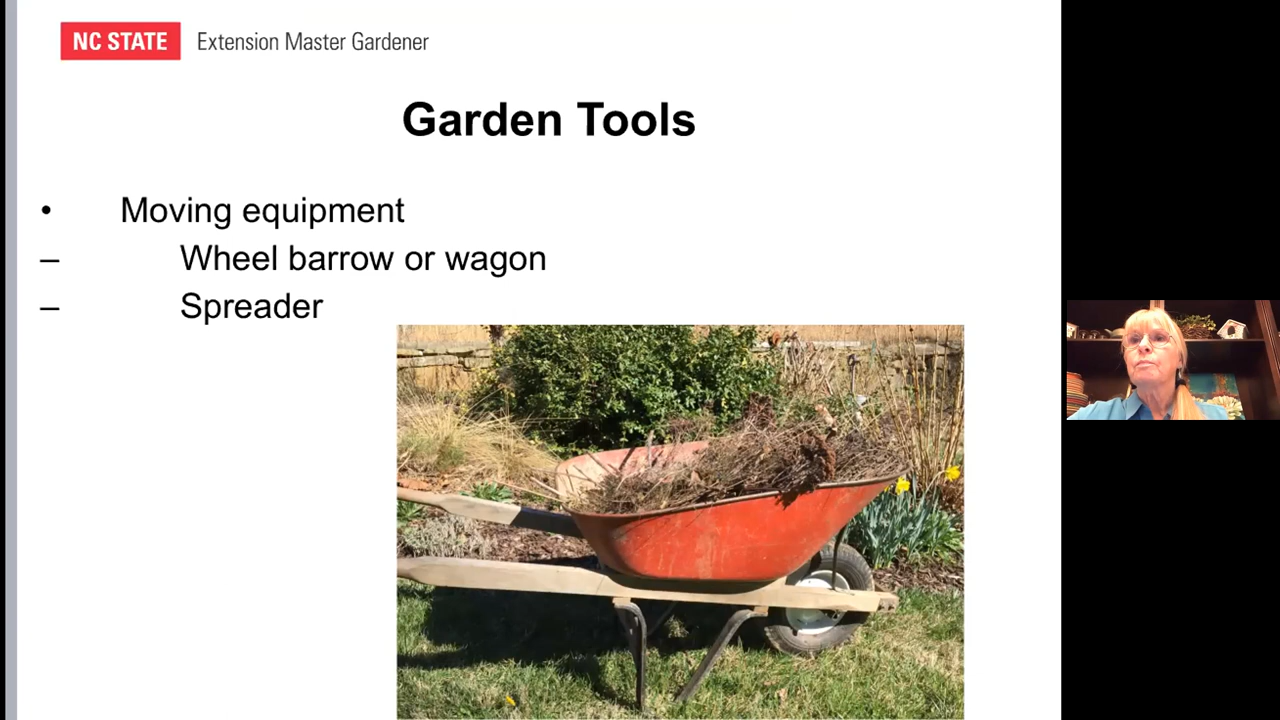 NC STATE Extension Master Gardener
Garden Tools
• Moving equipment
– Wheel barrow or wagon
– Spreader